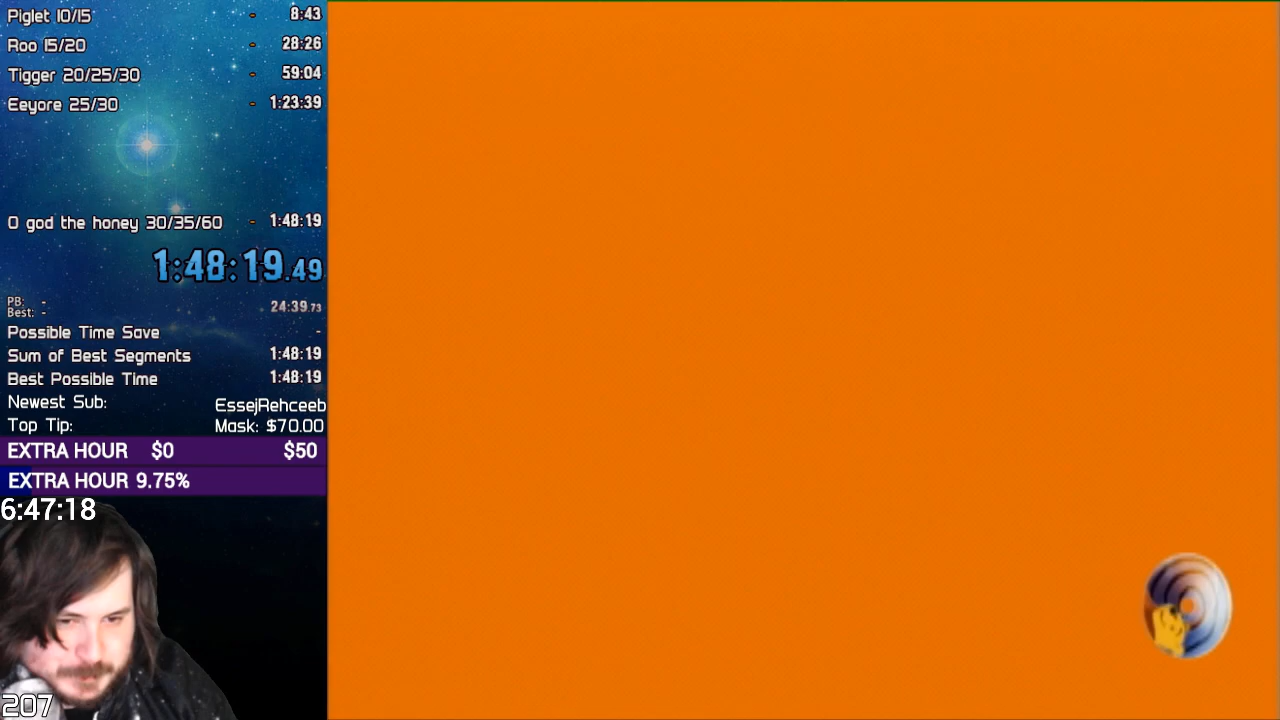 Piglet 10/15 - 8:43
Roo 15/20 - 28:26
Tigger 20/25/30 - 59:04
Eeyore 25/30 - 1:23:39
O god the honey 30/35/60 - 1:48:19
1:48:19.49
PB: - 24:39.73
Best: -
Possible Time Save -
Sum of Best Segments 1:48:19
Best Possible Time 1:48:19
Newest Sub: EssejRehceeb
Top Tip: Mask: $70.00
EXTRA HOUR $0 $50
EXTRA HOUR 9.75%
6:47:18
207